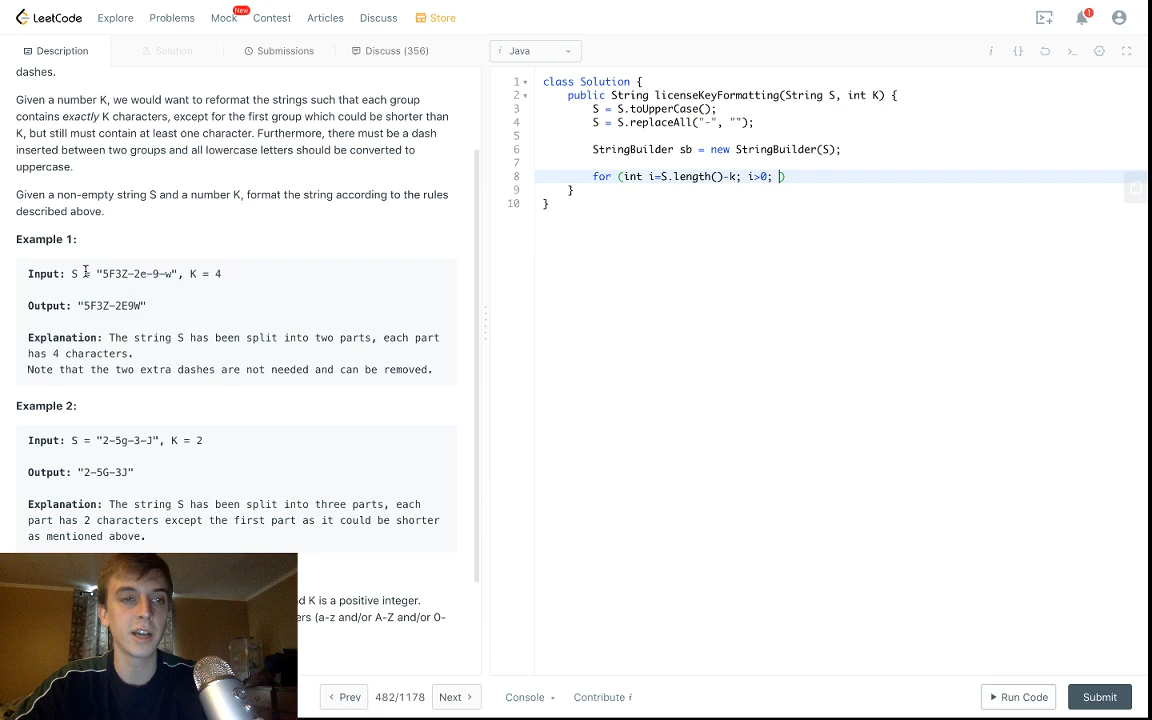 LeetCode Explore Problems Mock New Contest Articles Discuss Store 1
Description Solution Submissions Discuss (356)
dashes.
Given a number K, we would want to reformat the strings such that each group
contains exactly K characters, except for the first group which could be shorter than
K, but still must contain at least one character. Furthermore, there must be a dash
inserted between two groups and all lowercase letters should be converted to
uppercase.
Given a non-empty string S and a number K, format the string according to the rules
described above.
Example 1:
Input: S = "5F3Z-2e-9-w", K = 4
Output: "5F3Z-2E9W"
Explanation: The string S has been split into two parts, each part
has 4 characters.
Note that the two extra dashes are not needed and can be removed.
Example 2:
Input: S = "2-5g-3-J", K = 2
Output: "2-5G-3J"
Explanation: The string S has been split into three parts, each
part has 2 characters except the first part as it could be shorter
as mentioned above.
d K is a positive integer.
ers (a-z and/or A-Z and/or 0-
Prev 482/1178 Next
i Java
i {} >_
1 class Solution {
2 public String licenseKeyFormatting(String S, int K) {
3 S = S.toUpperCase();
4 S = S.replaceAll("-", "");
5
6 StringBuilder sb = new StringBuilder(S);
7
8 for (int i=S.length()-k; i>0; )
9 }
10 }
Console Contribute i Run Code Submit